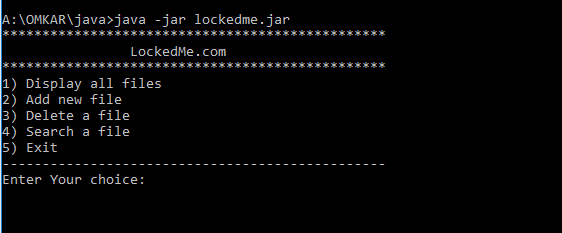 A:\OMKAR\java>java -jar lockedme.jar
************************************************
LockedMe.com
************************************************
1) Display all files
2) Add new file
3) Delete a file
4) Search a file
5) Exit
------------------------------------------------
Enter Your choice: